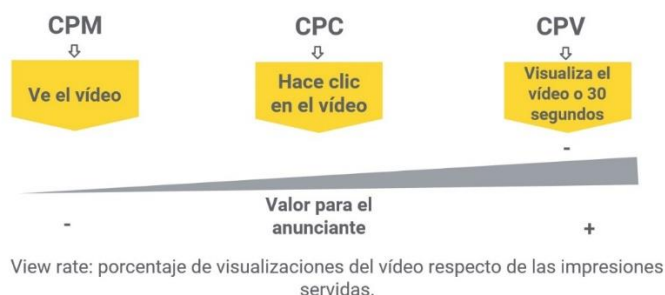 CPM
CPC
CPV
Ve el vídeo
Hace clic
en el vídeo
Visualiza el
vídeo o 30
segundos
-
Valor para el
anunciante
-
+
View rate: porcentaje de visualizaciones del vídeo respecto de las impresiones
servidas.